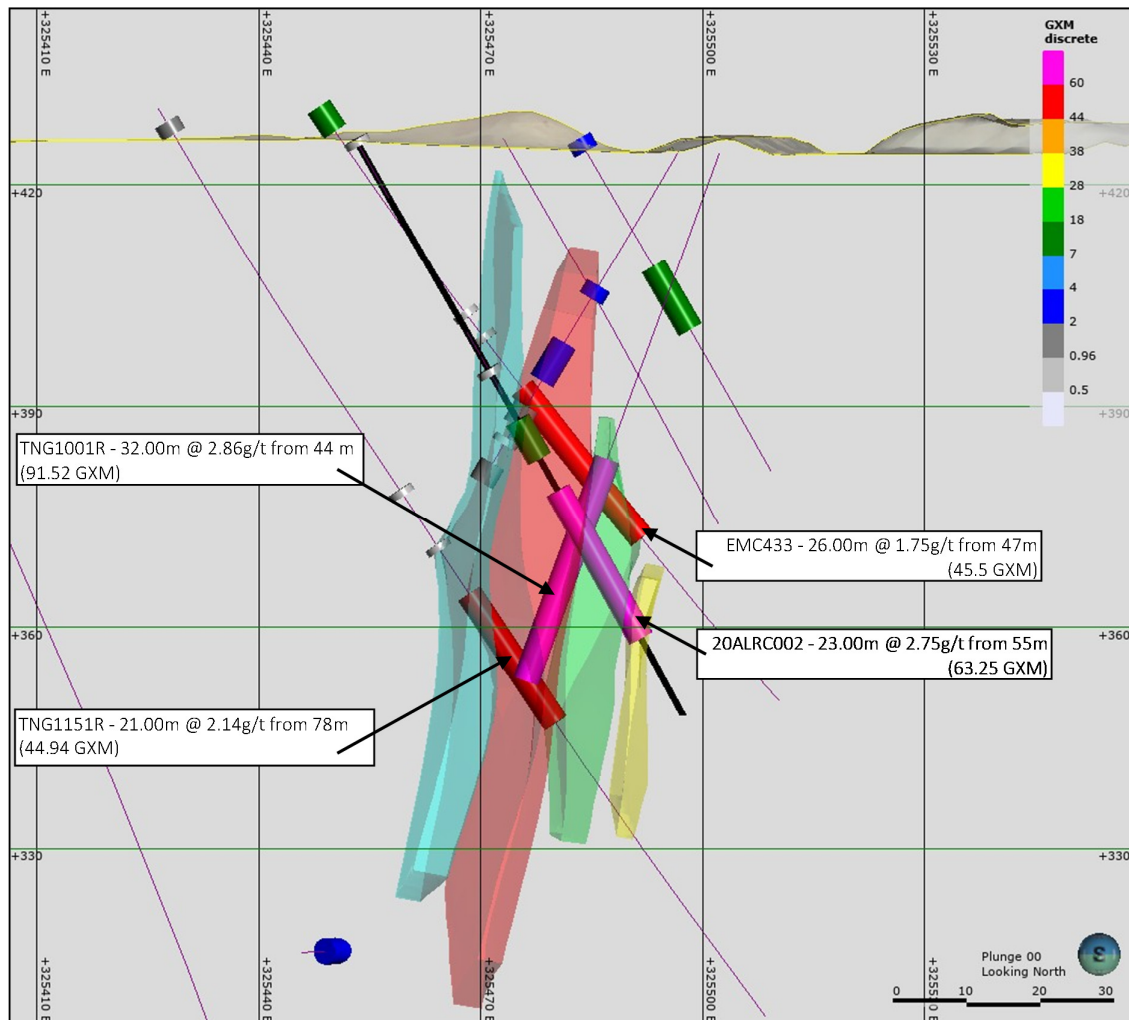 +325410 E
+325440 E
+325470 E
+325500 E
+325530 E
GXM
discrete
60
44
38
28
18
7
4
2
0.96
0.5
+420
+420
+390
+390
TNG1001R - 32.00m @ 2.86g/t from 44 m
(91.52 GXM)
EMC433 - 26.00m @ 1.75g/t from 47m
(45.5 GXM)
+360
+360
20ALRC002 - 23.00m @ 2.75g/t from 55m
(63.25 GXM)
TNG1151R - 21.00m @ 2.14g/t from 78m
(44.94 GXM)
+330
+330
+325410 E
+325440 E
+325470 E
+325500 E
Plunge 00
Looking North
S
0 10 20 30